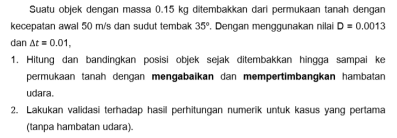 Suatu objek dengan massa 0.15 kg ditembakkan dari permukaan tanah dengan
kecepatan awal 50 m/s dan sudut tembak 35°. Dengan menggunakan nilai D = 0.0013
dan Δt = 0.01,
1. Hitung dan bandingkan posisi objek sejak ditembakkan hingga sampai ke
permukaan tanah dengan mengabaikan dan mempertimbangkan hambatan
udara.
2. Lakukan validasi terhadap hasil perhitungan numerik untuk kasus yang pertama
(tanpa hambatan udara).